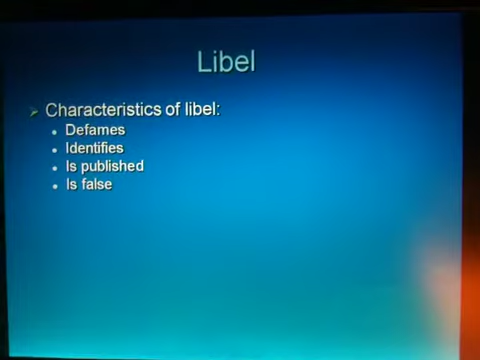 Libel
Characteristics of libel:
Defames
Identifies
Is published
Is false